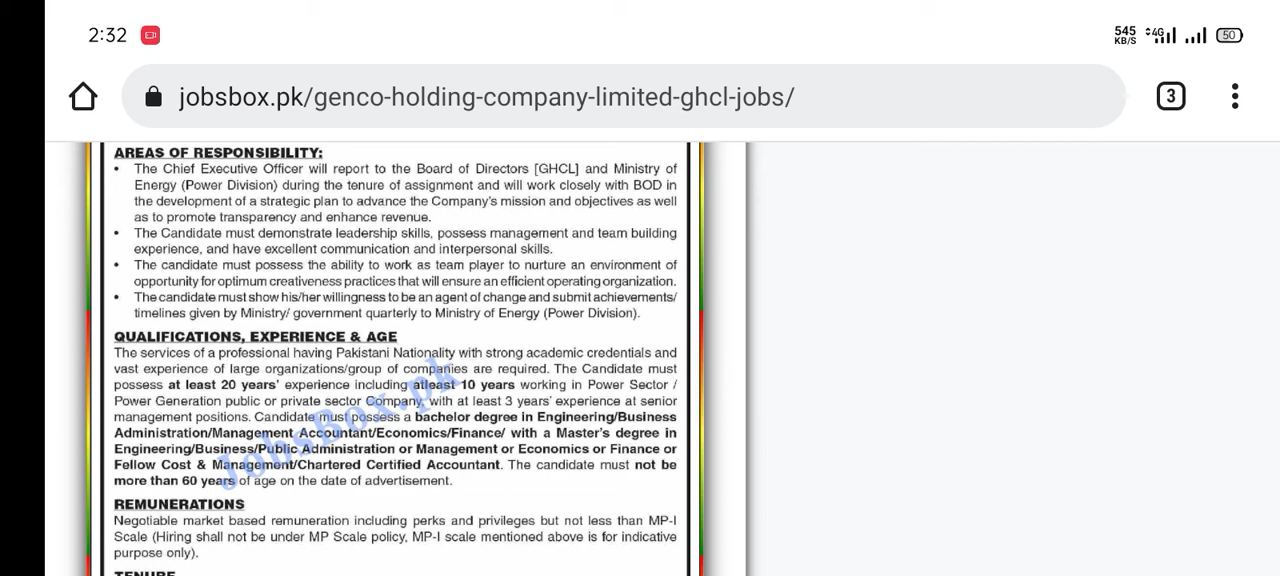 2:32
545
KB/S
4G
50
jobsbox.pk/genco-holding-company-limited-ghcl-jobs/
3
AREAS OF RESPONSIBILITY:
• The Chief Executive Officer will report to the Board of Directors [GHCL] and Ministry of
Energy (Power Division) during the tenure of assignment and will work closely with BOD in
the development of a strategic plan to advance the Company's mission and objectives as well
as to promote transparency and enhance revenue.
• The Candidate must demonstrate leadership skills, possess management and team building
experience, and have excellent communication and interpersonal skills.
• The candidate must possess the ability to work as team player to nurture an environment of
opportunity for optimum creativeness practices that will ensure an efficient operating organization.
• The candidate must show his/her willingness to be an agent of change and submit achievements/
timelines given by Ministry/ government quarterly to Ministry of Energy (Power Division).
QUALIFICATIONS, EXPERIENCE & AGE
The services of a professional having Pakistani Nationality with strong academic credentials and
vast experience of large organizations/group of companies are required. The Candidate must
possess at least 20 years' experience including atleast 10 years working in Power Sector /
Power Generation public or private sector Company, with at least 3 years' experience at senior
management positions. Candidate must possess a bachelor degree in Engineering/Business
Administration/Management Accountant/Economics/Finance/ with a Master's degree in
Engineering/Business/Public Administration or Management or Economics or Finance or
Fellow Cost & Management/Chartered Certified Accountant. The candidate must not be
more than 60 years of age on the date of advertisement.
JobsBox.pk
REMUNERATIONS
Negotiable market based remuneration including perks and privileges but not less than MP-I
Scale (Hiring shall not be under MP Scale policy, MP-I scale mentioned above is for indicative
purpose only).
TENURE